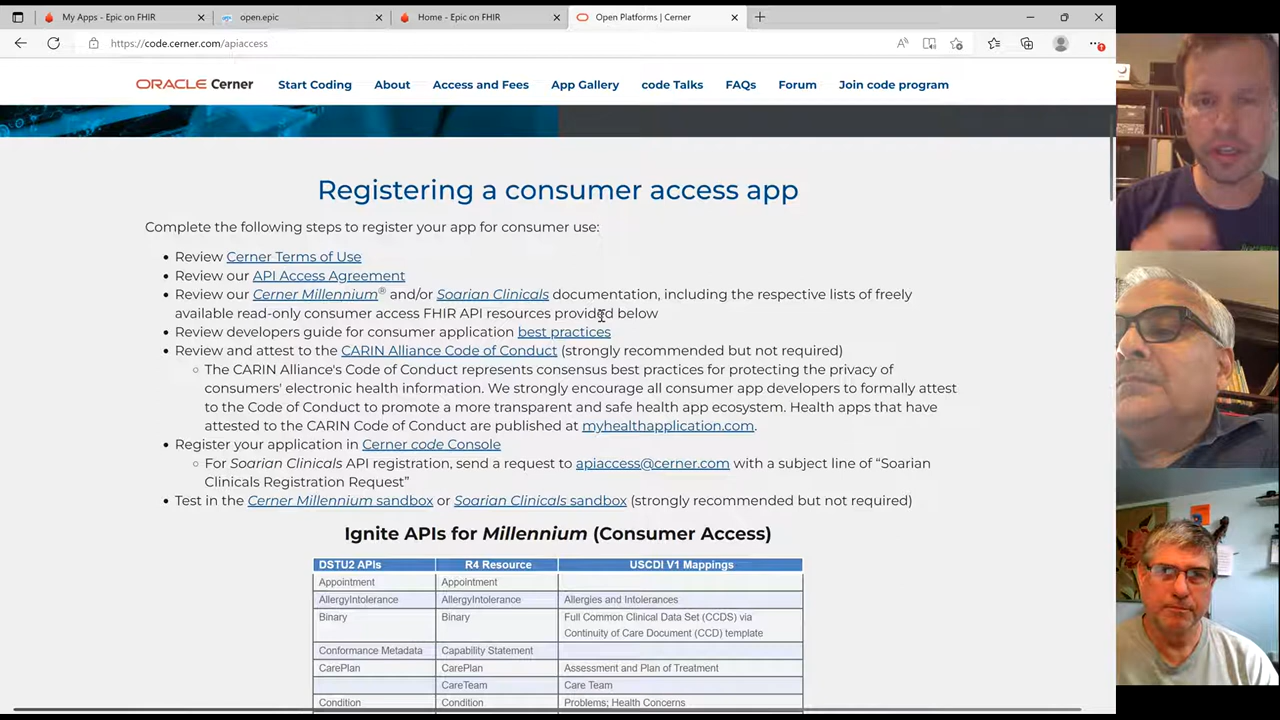 My Apps - Epic on FHIR
open.epic
Home - Epic on FHIR
Open Platforms | Cerner
https://code.cerner.com/apiaccess
ORACLE Cerner Start Coding About Access and Fees App Gallery code Talks FAQs Forum Join code program
Registering a consumer access app
Complete the following steps to register your app for consumer use:
• Review Cerner Terms of Use
• Review our API Access Agreement
• Review our Cerner Millennium® and/or Soarian Clinicals documentation, including the respective lists of freely
available read-only consumer access FHIR API resources provided below
• Review developers guide for consumer application best practices
• Review and attest to the CARIN Alliance Code of Conduct (strongly recommended but not required)
○ The CARIN Alliance's Code of Conduct represents consensus best practices for protecting the privacy of
consumers' electronic health information. We strongly encourage all consumer app developers to formally attest
to the Code of Conduct to promote a more transparent and safe health app ecosystem. Health apps that have
attested to the CARIN Code of Conduct are published at myhealthapplication.com.
• Register your application in Cerner code Console
○ For Soarian Clinicals API registration, send a request to apiaccess@cerner.com with a subject line of “Soarian
Clinicals Registration Request”
• Test in the Cerner Millennium sandbox or Soarian Clinicals sandbox (strongly recommended but not required)
Ignite APIs for Millennium (Consumer Access)
DSTU2 APIs R4 Resource USCDI V1 Mappings
Appointment Appointment
AllergyIntolerance AllergyIntolerance Allergies and Intolerances
Binary Binary Full Common Clinical Data Set (CCDS) via
Continuity of Care Document (CCD) template
Conformance Metadata Capability Statement
CarePlan CarePlan Assessment and Plan of Treatment
CareTeam Care Team
Condition Condition Problems; Health Concerns